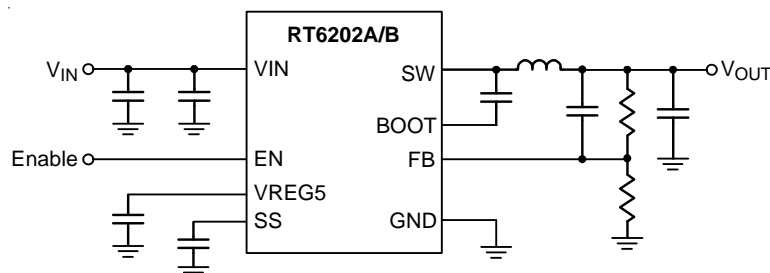 RT6202A/B
VIN
VIN
SW
VOUT
BOOT
Enable
EN
FB
VREG5
SS
GND